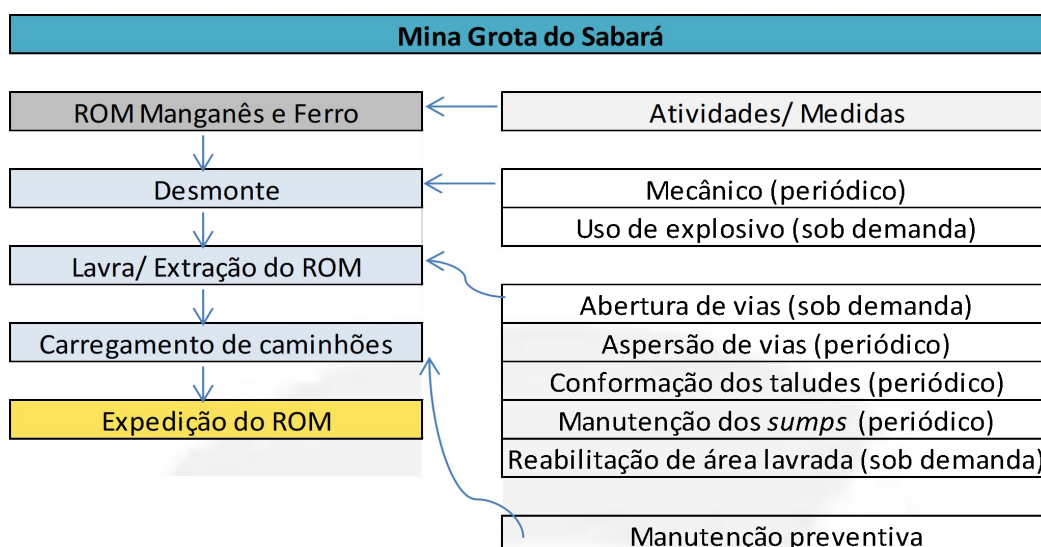 Mina Grota do Sabará
ROM Manganês e Ferro
Atividades/ Medidas
Desmonte
Mecânico (periódico)
Uso de explosivo (sob demanda)
Lavra/ Extração do ROM
Abertura de vias (sob demanda)
Carregamento de caminhões
Aspersão de vias (periódico)
Conformação dos taludes (periódico)
Expedição do ROM
Manutenção dos sumps (periódico)
Reabilitação de área lavrada (sob demanda)
Manutenção preventiva